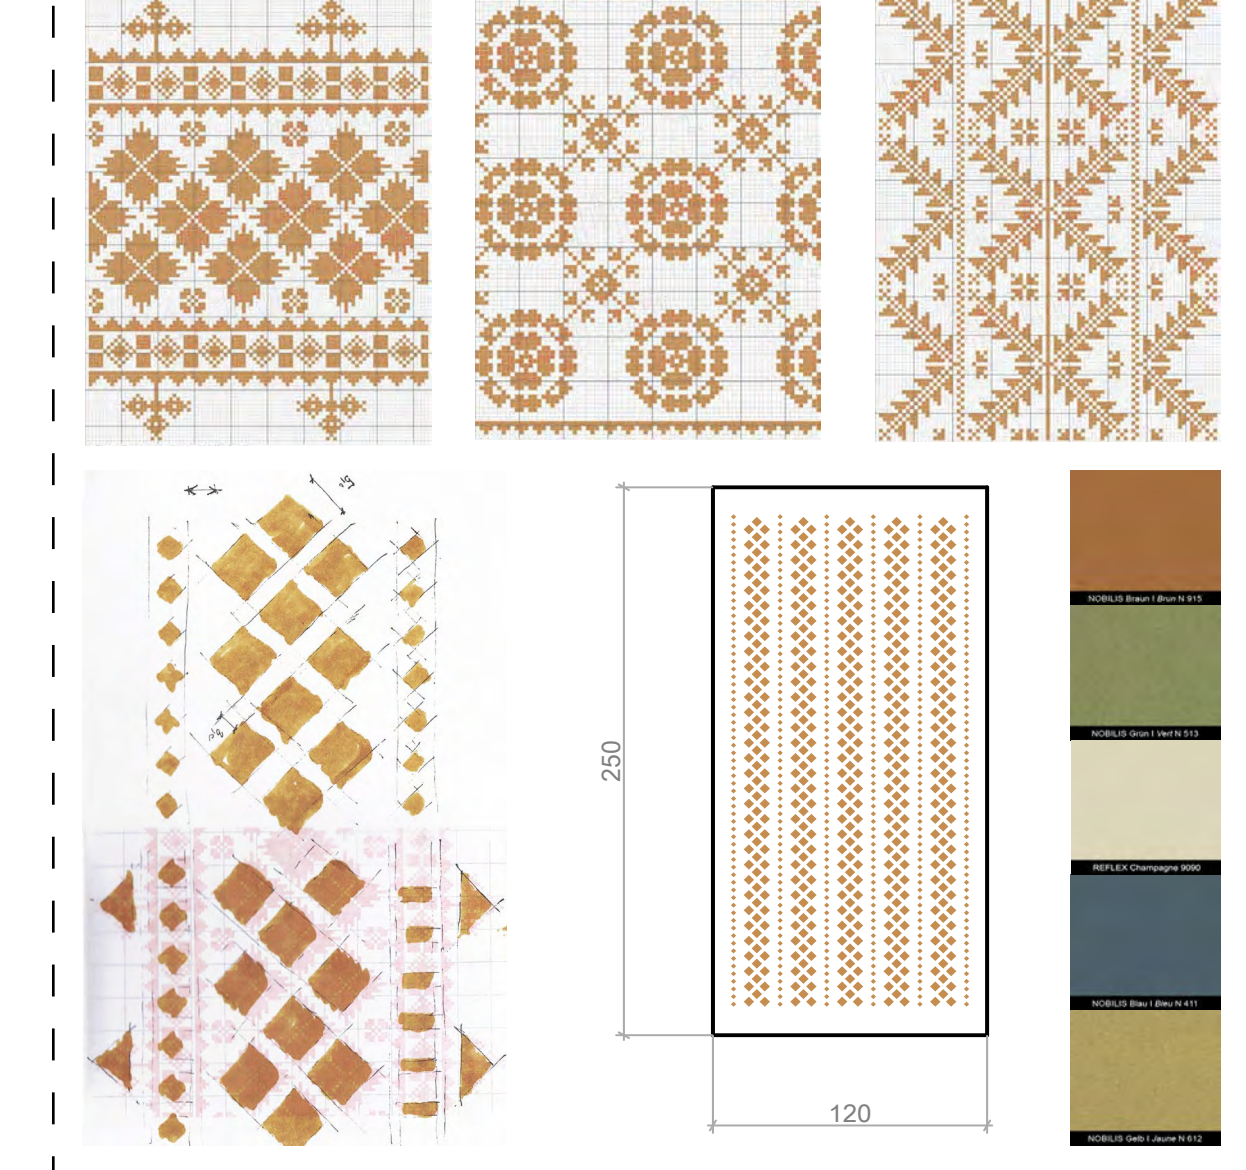 NOBILIS Braun I Brun N 915
NOBILIS Grün I Vert N 513
250
REFLEX Champagne 9090
NOBILIS Blau I Bleu N 411
120
NOBILIS Gelb I Jaune N 612